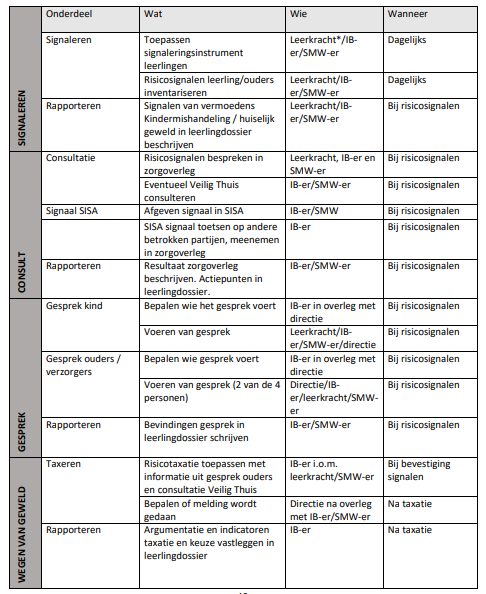 Onderdeel Wat Wie Wanneer
SIGNALEREN
Signaleren Toepassen Leerkracht*/IB- Dagelijks
signaleringsinstrument er/SMW-er
leerlingen
Risicosignalen leerling/ouders Leerkracht/IB- Dagelijks
inventariseren er/SMW-er
Rapporteren Signalen van vermoedens Leerkracht/IB- Bij risicosignalen
Kindermishandeling / huiselijk er/SMW-er
geweld in leerlingdossier
beschrijven
CONSULT
Consultatie Risicosignalen bespreken in Leerkracht, IB-er en Bij risicosignalen
zorgoverleg SMW-er
Eventueel Veilig Thuis IB-er/SMW-er Bij risicosignalen
consulteren
Signaal SISA Afgeven signaal in SISA IB-er/SMW Bij risicosignalen
SISA signaal toetsen op andere IB-er Bij risicosignalen
betrokken partijen, meenemen
in zorgoverleg
Rapporteren Resultaat zorgoverleg IB-er/SMW-er Bij risicosignalen
beschrijven. Actiepunten in
leerlingdossier.
GESPREK
Gesprek kind Bepalen wie het gesprek voert IB-er in overleg met Bij risicosignalen
directie
Voeren van gesprek Leerkracht/IB- Bij risicosignalen
er/SMW-er/directie
Gesprek ouders / Bepalen wie gesprek voert IB-er in overleg met Bij risicosignalen
verzorgers directie
Voeren van gesprek (2 van de 4 Directie/IB- Bij risicosignalen
personen) er/leerkracht/SMW-
er
Rapporteren Bevindingen gesprek in IB-er/SMW-er Bij risicosignalen
leerlingdossier schrijven
WEGEN VAN GEWELD
Taxeren Risicotaxatie toepassen met IB-er i.o.m. Bij bevestiging
informatie uit gesprek ouders leerkracht/SMW-er signalen
en consultatie Veilig Thuis
Bepalen of melding wordt Directie na overleg Na taxatie
gedaan met IB-er/SMW-er
Rapporteren Argumentatie en indicatoren IB-er Na taxatie
taxatie en keuze vastleggen in
leerlingdossier